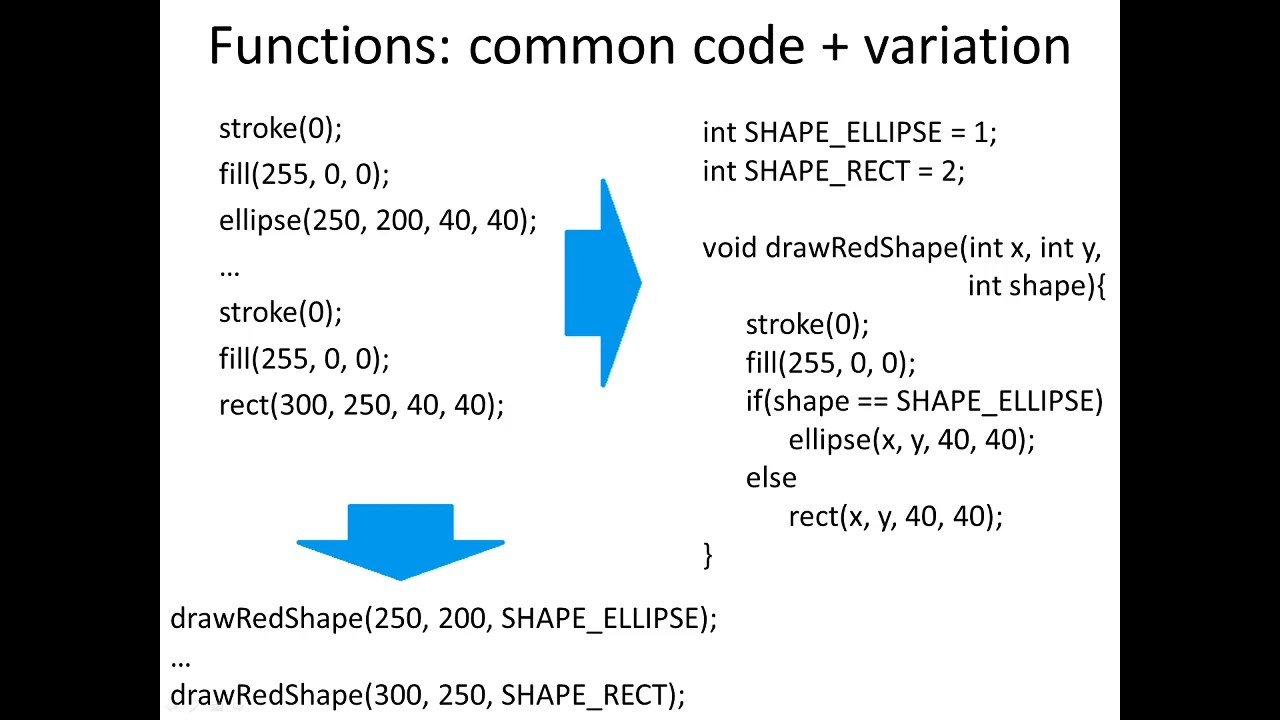 Functions: common code + variation
stroke(0);
fill(255, 0, 0);
ellipse(250, 200, 40, 40);
...
stroke(0);
fill(255, 0, 0);
rect(300, 250, 40, 40);
int SHAPE_ELLIPSE = 1;
int SHAPE_RECT = 2;
void drawRedShape(int x, int y,
int shape){
stroke(0);
fill(255, 0, 0);
if(shape == SHAPE_ELLIPSE)
ellipse(x, y, 40, 40);
else
rect(x, y, 40, 40);
}
drawRedShape(250, 200, SHAPE_ELLIPSE);
...
drawRedShape(300, 250, SHAPE_RECT);